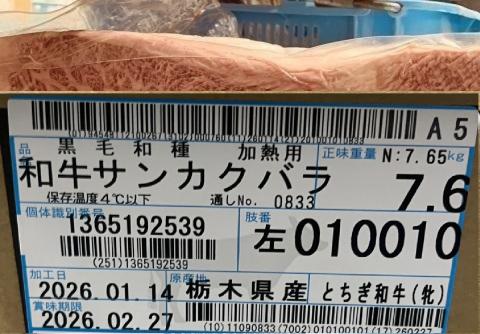 A5
品名 黒毛和種 加熱用
正味重量 N:7.65kg
和牛サンカクバラ
7.6
保存温度4℃以下 通しNo. 0833
個体識別番号
1365192539
(251)1365192539
肢番
左010010
加工日
2026.01.14
原産地
栃木県産 とちぎ和牛(牝)
賞味期限
2026.02.27